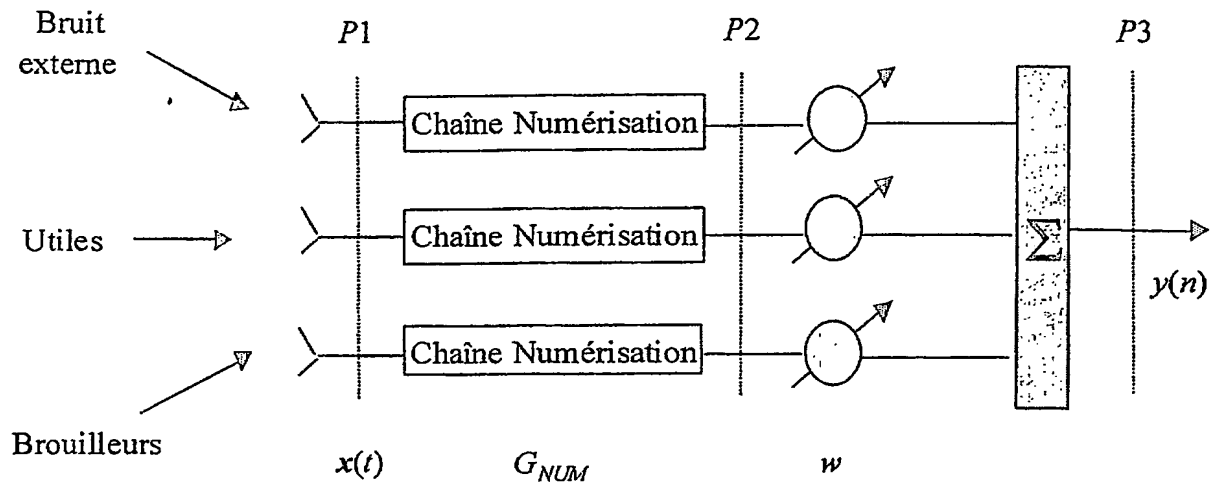 Bruit
externe
P1
P2
P3
Chaîne Numérisation
Utiles
Chaîne Numérisation
Σ
y(n)
Chaîne Numérisation
Brouilleurs
x(t)
G_NUM
w